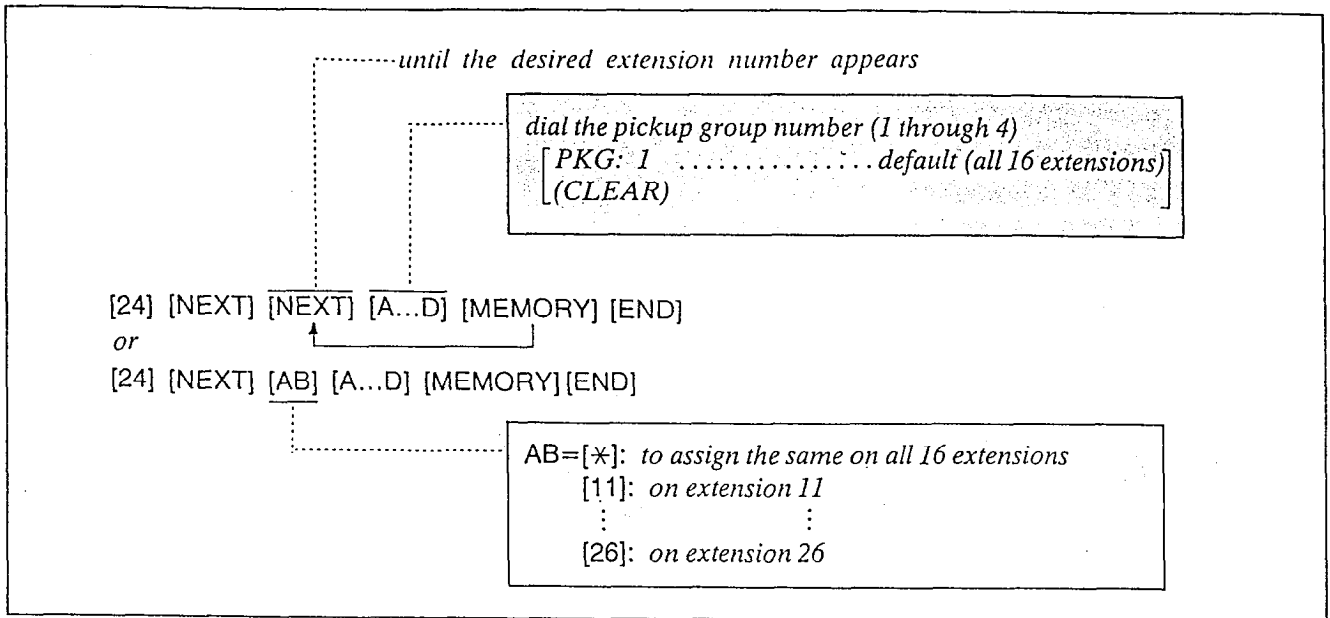 until the desired extension number appears
dial the pickup group number (1 through 4)
[PKG: 1 ............... default (all 16 extensions)]
[(CLEAR)]
[24] [NEXT] [NEXT] [A...D] [MEMORY] [END]
or
[24] [NEXT] [AB] [A...D] [MEMORY] [END]
AB=[*]: to assign the same on all 16 extensions
[11]: on extension 11
⋮ ⋮
[26]: on extension 26